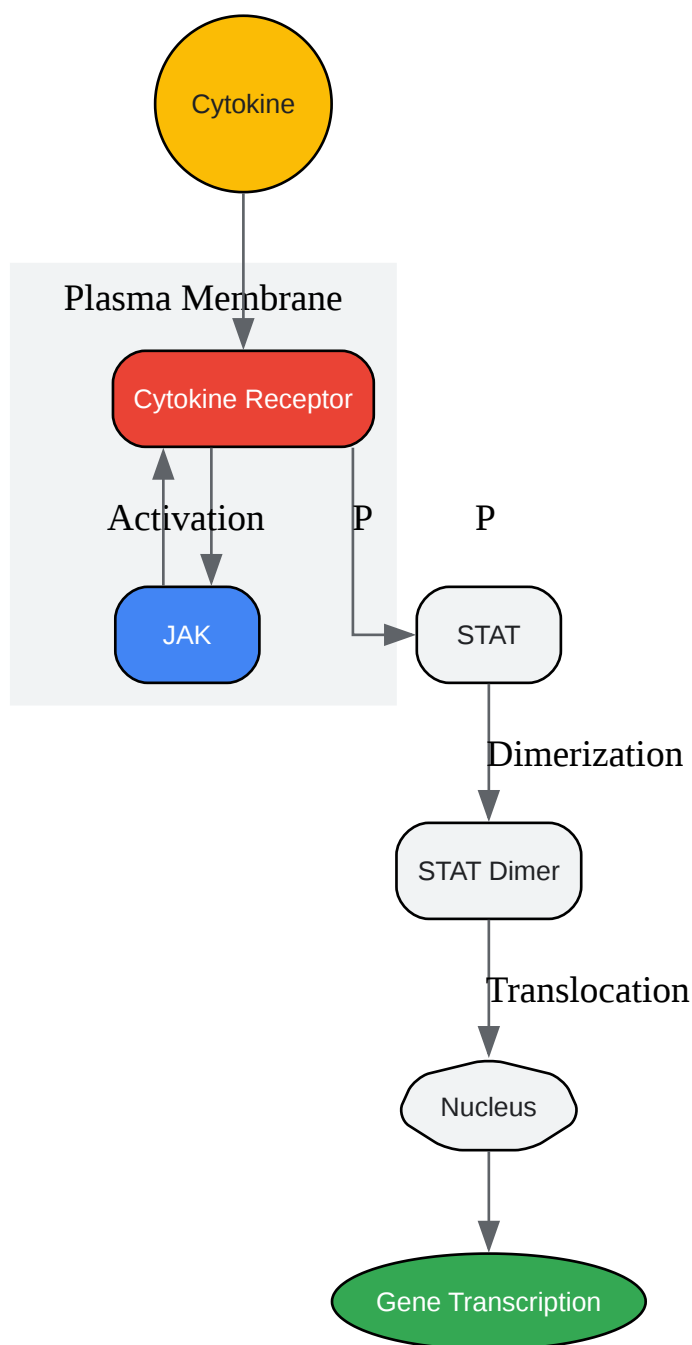 Cytokine
Plasma Membrane
Cytokine Receptor
Activation
P
P
JAK
STAT
Dimerization
STAT Dimer
Translocation
Nucleus
Gene Transcription